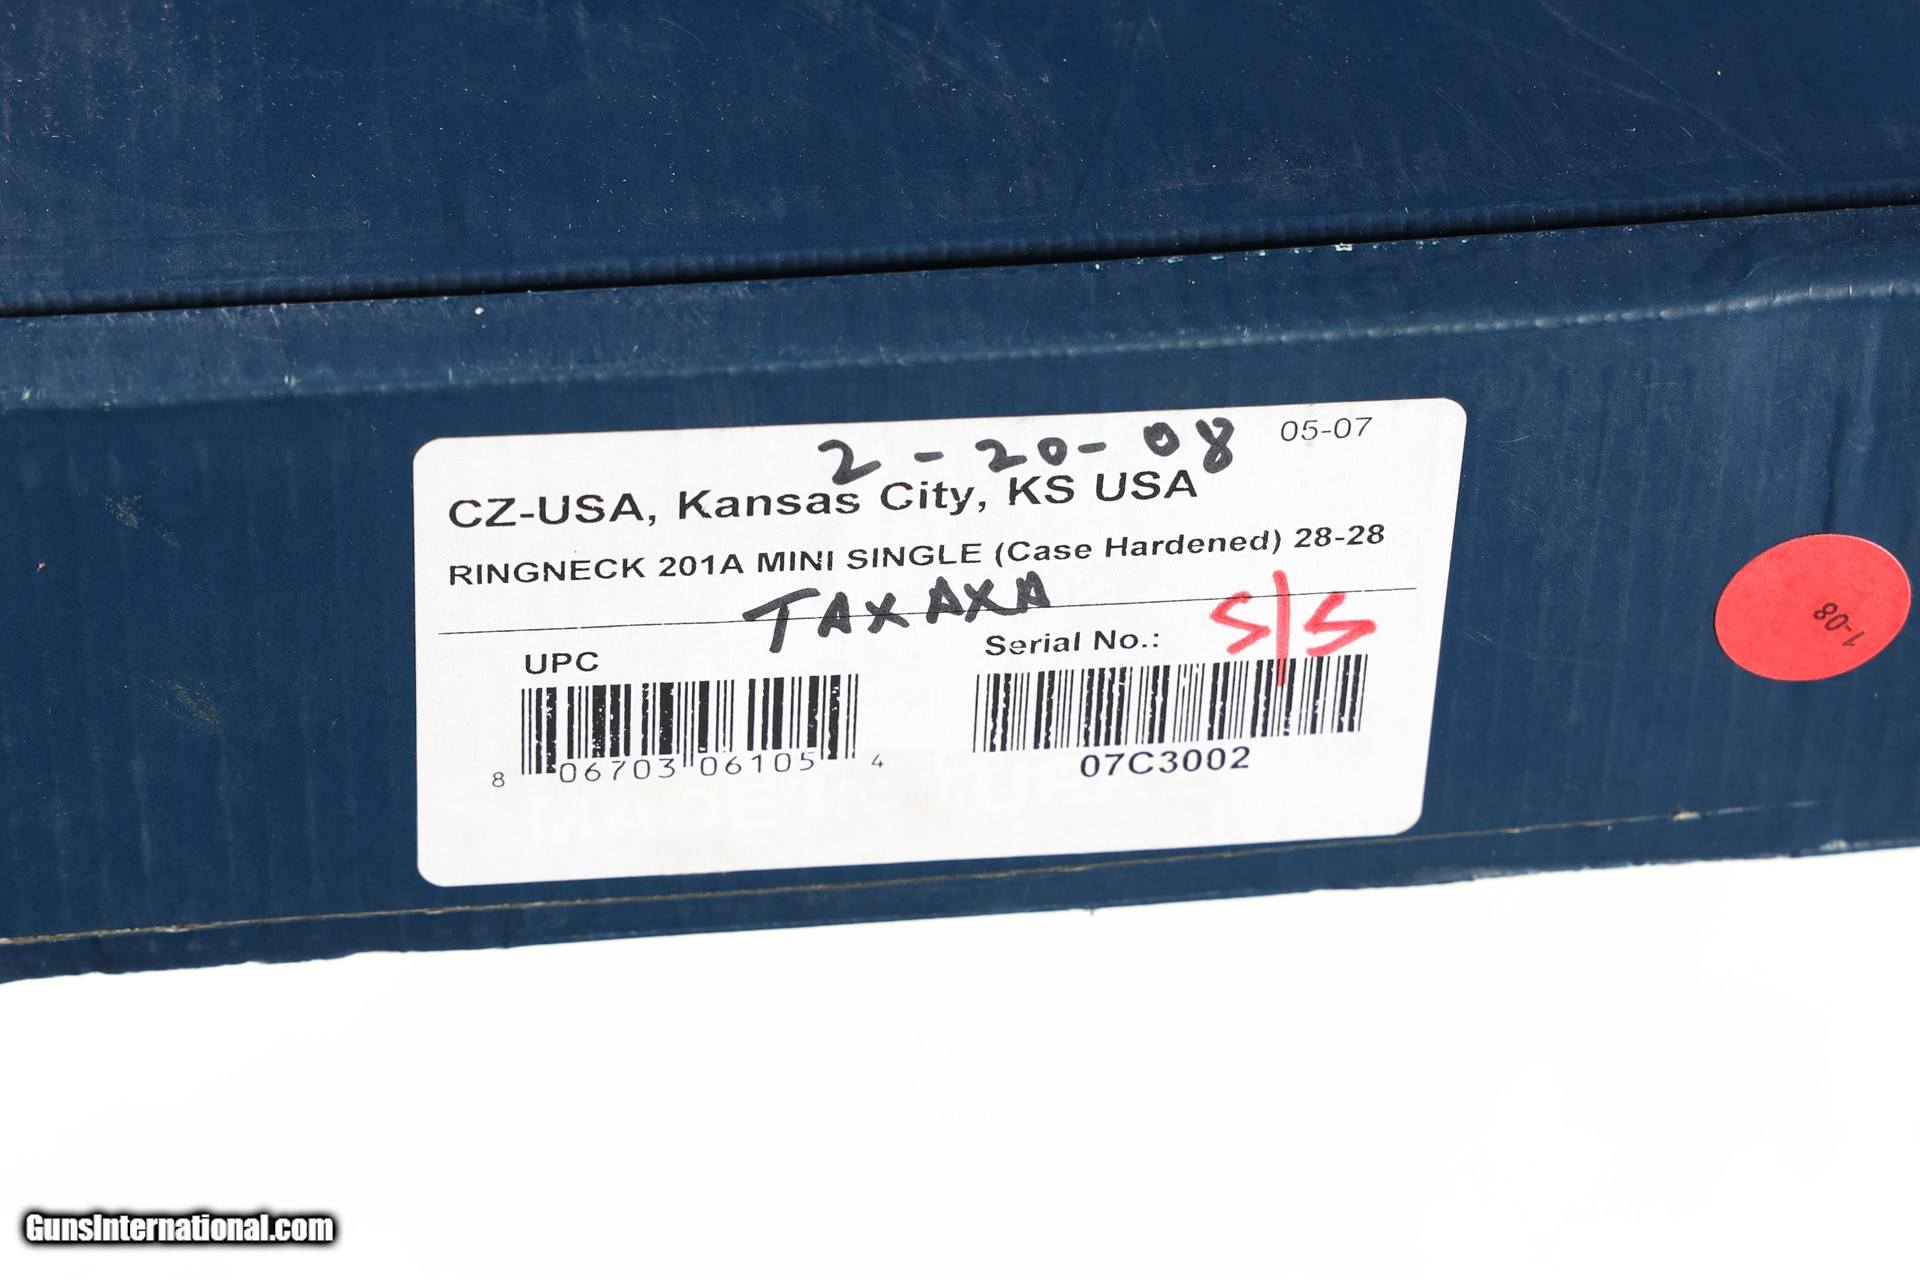 2-20-08 05-07
CZ-USA, Kansas City, KS USA
RINGNECK 201A MINI SINGLE (Case Hardened) 28-28
TAXAXA
S/S
UPC Serial No.:
8 06703 06105 4
07C3002
1-08
GunsInternational.com